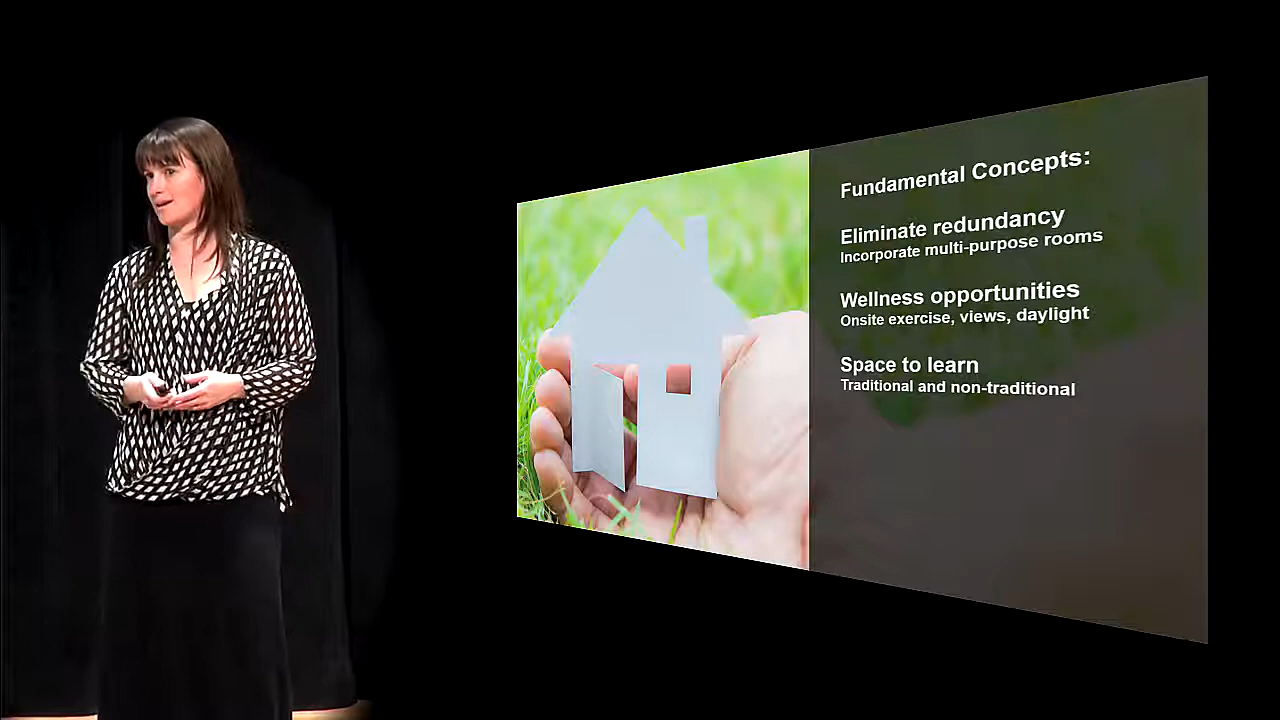 Fundamental Concepts:
Eliminate redundancy
Incorporate multi-purpose rooms
Wellness opportunities
Onsite exercise, views, daylight
Space to learn
Traditional and non-traditional